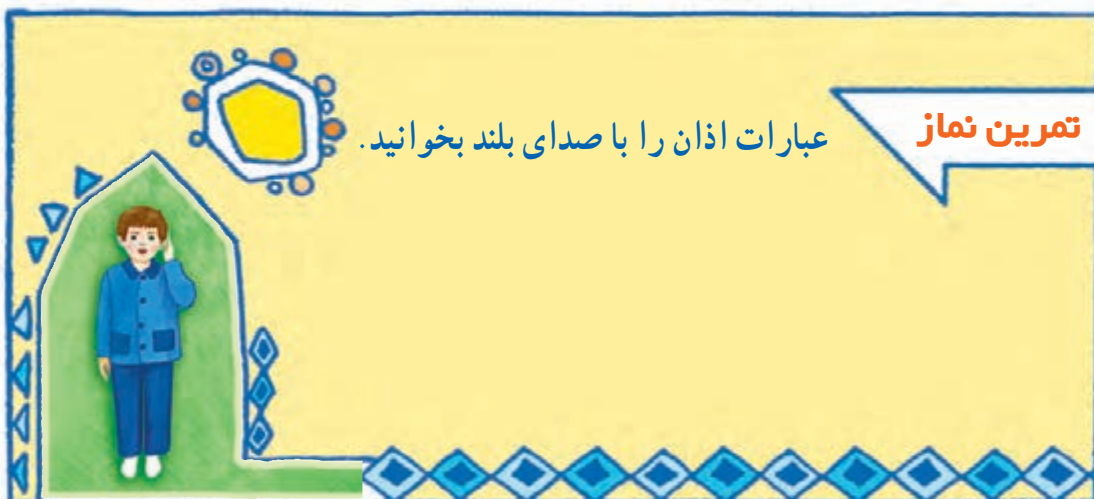 تمرین نماز
عبارات اذان را با صدای بلند بخوانید.